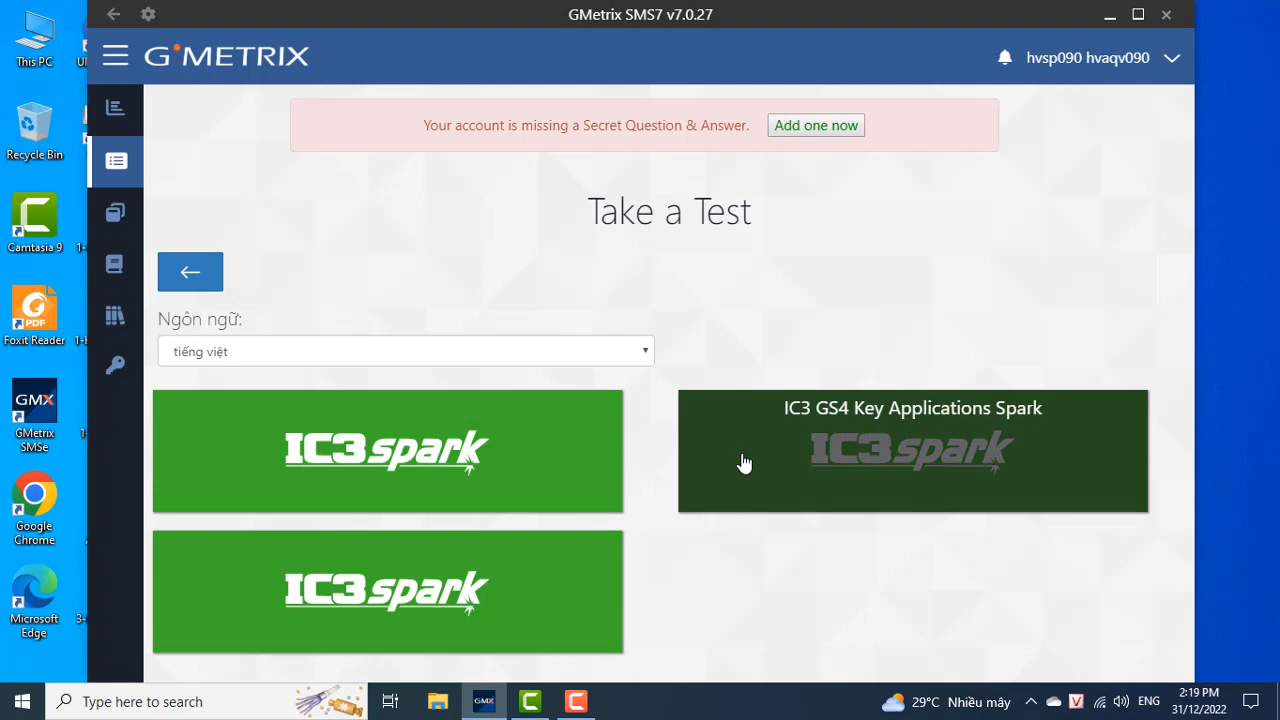 GMetrix SMS7 v7.0.27
GMETRIX
hvsp090 hvaqv090
Your account is missing a Secret Question & Answer.
Add one now
Take a Test
Ngôn ngữ:
tiếng việt
IC3 spark
IC3 GS4 Key Applications Spark
IC3 spark
IC3 spark
This PC
Recycle Bin
Camtasia 9
Foxit Reader
PDF
GMX
GMetrix
SMSe
Google
Chrome
Microsoft
Edge
Type here to search
GMX
29°C Nhiều mây
ENG
2:19 PM
31/12/2022